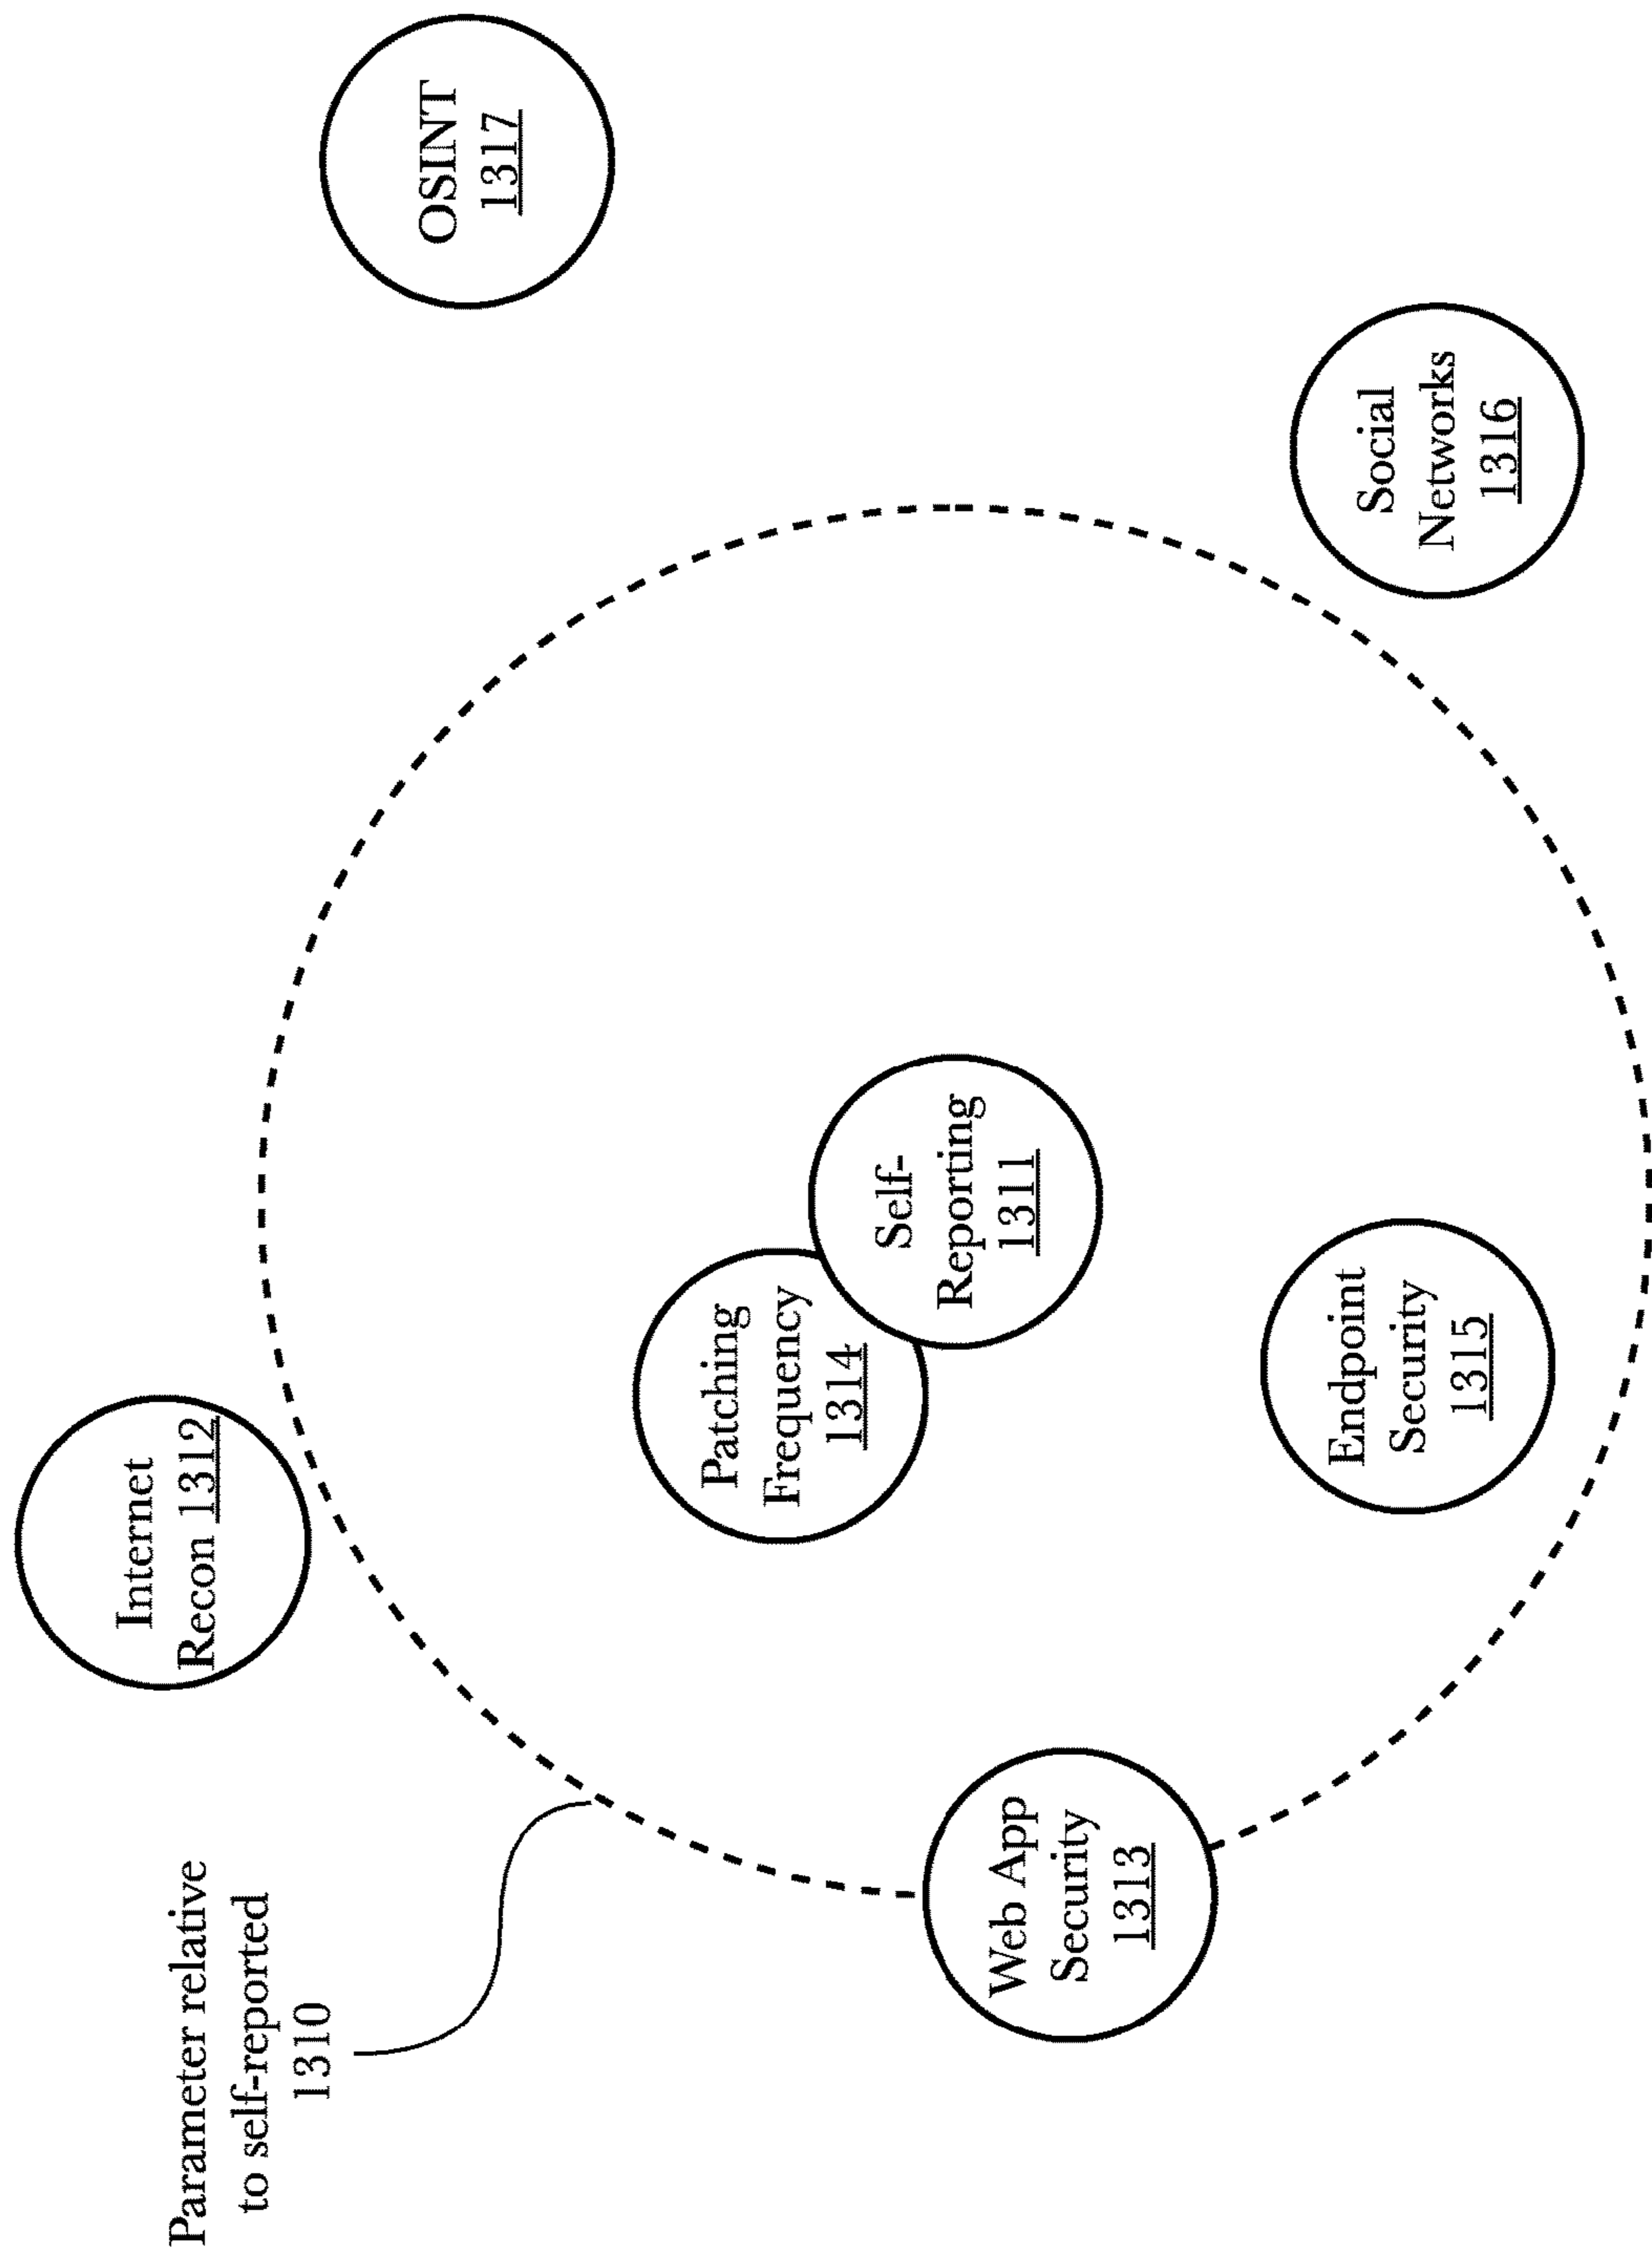 Parameter relative
to self-reported
1310
Internet
Recon 1312
OSINT
1317
Patching
Frequency
1314
Self-
Reporting
1311
Web App
Security
1313
Endpoint
Security
1315
Social
Networks
1316